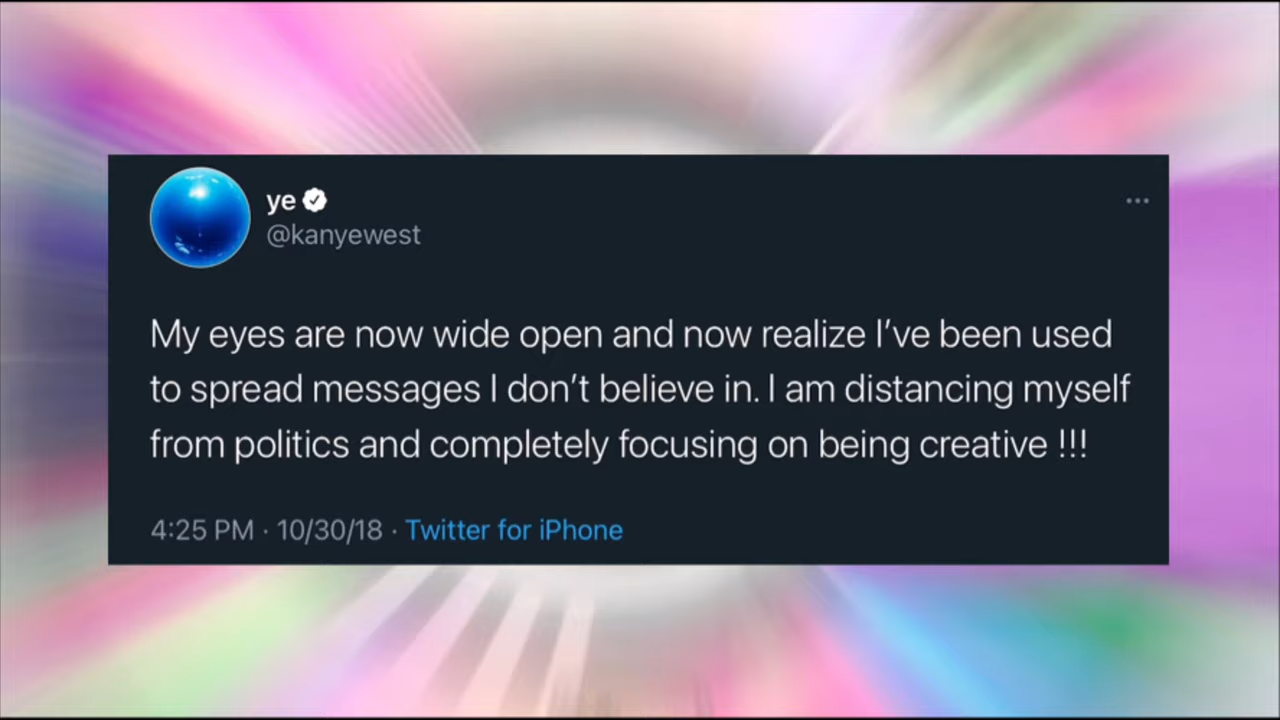 ye
@kanyewest
My eyes are now wide open and now realize I've been used
to spread messages I don't believe in. I am distancing myself
from politics and completely focusing on being creative !!!
4:25 PM · 10/30/18 · Twitter for iPhone